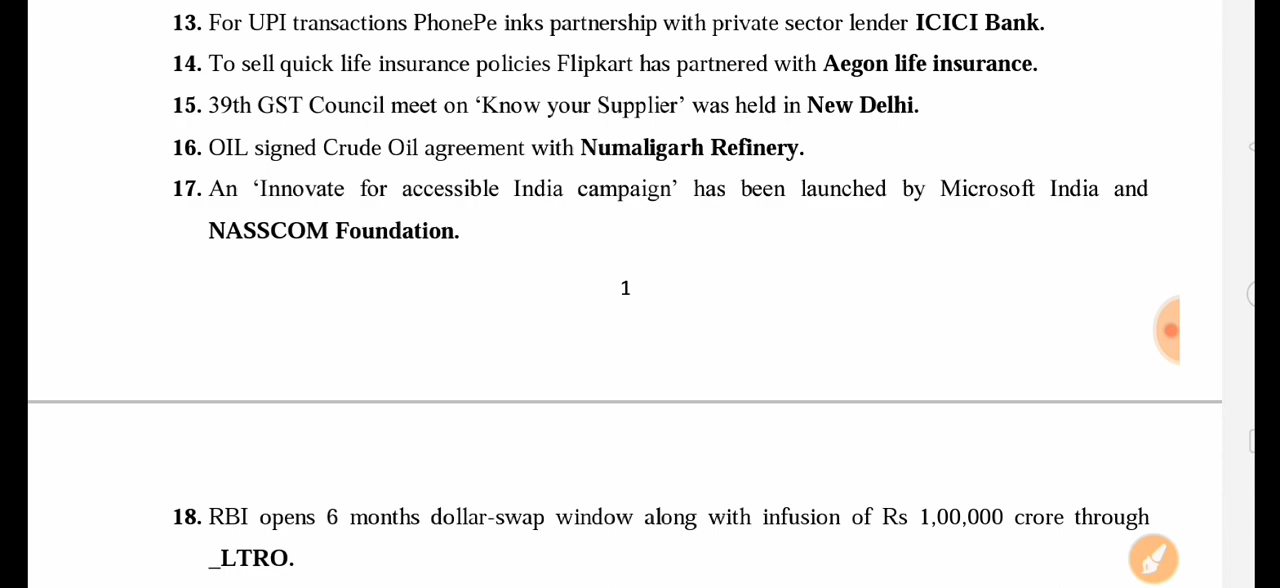 13. For UPI transactions PhonePe inks partnership with private sector lender ICICI Bank.
14. To sell quick life insurance policies Flipkart has partnered with Aegon life insurance.
15. 39th GST Council meet on ‘Know your Supplier’ was held in New Delhi.
16. OIL signed Crude Oil agreement with Numaligarh Refinery.
17. An ‘Innovate for accessible India campaign’ has been launched by Microsoft India and
NASSCOM Foundation.
1
18. RBI opens 6 months dollar-swap window along with infusion of Rs 1,00,000 crore through
_LTRO.